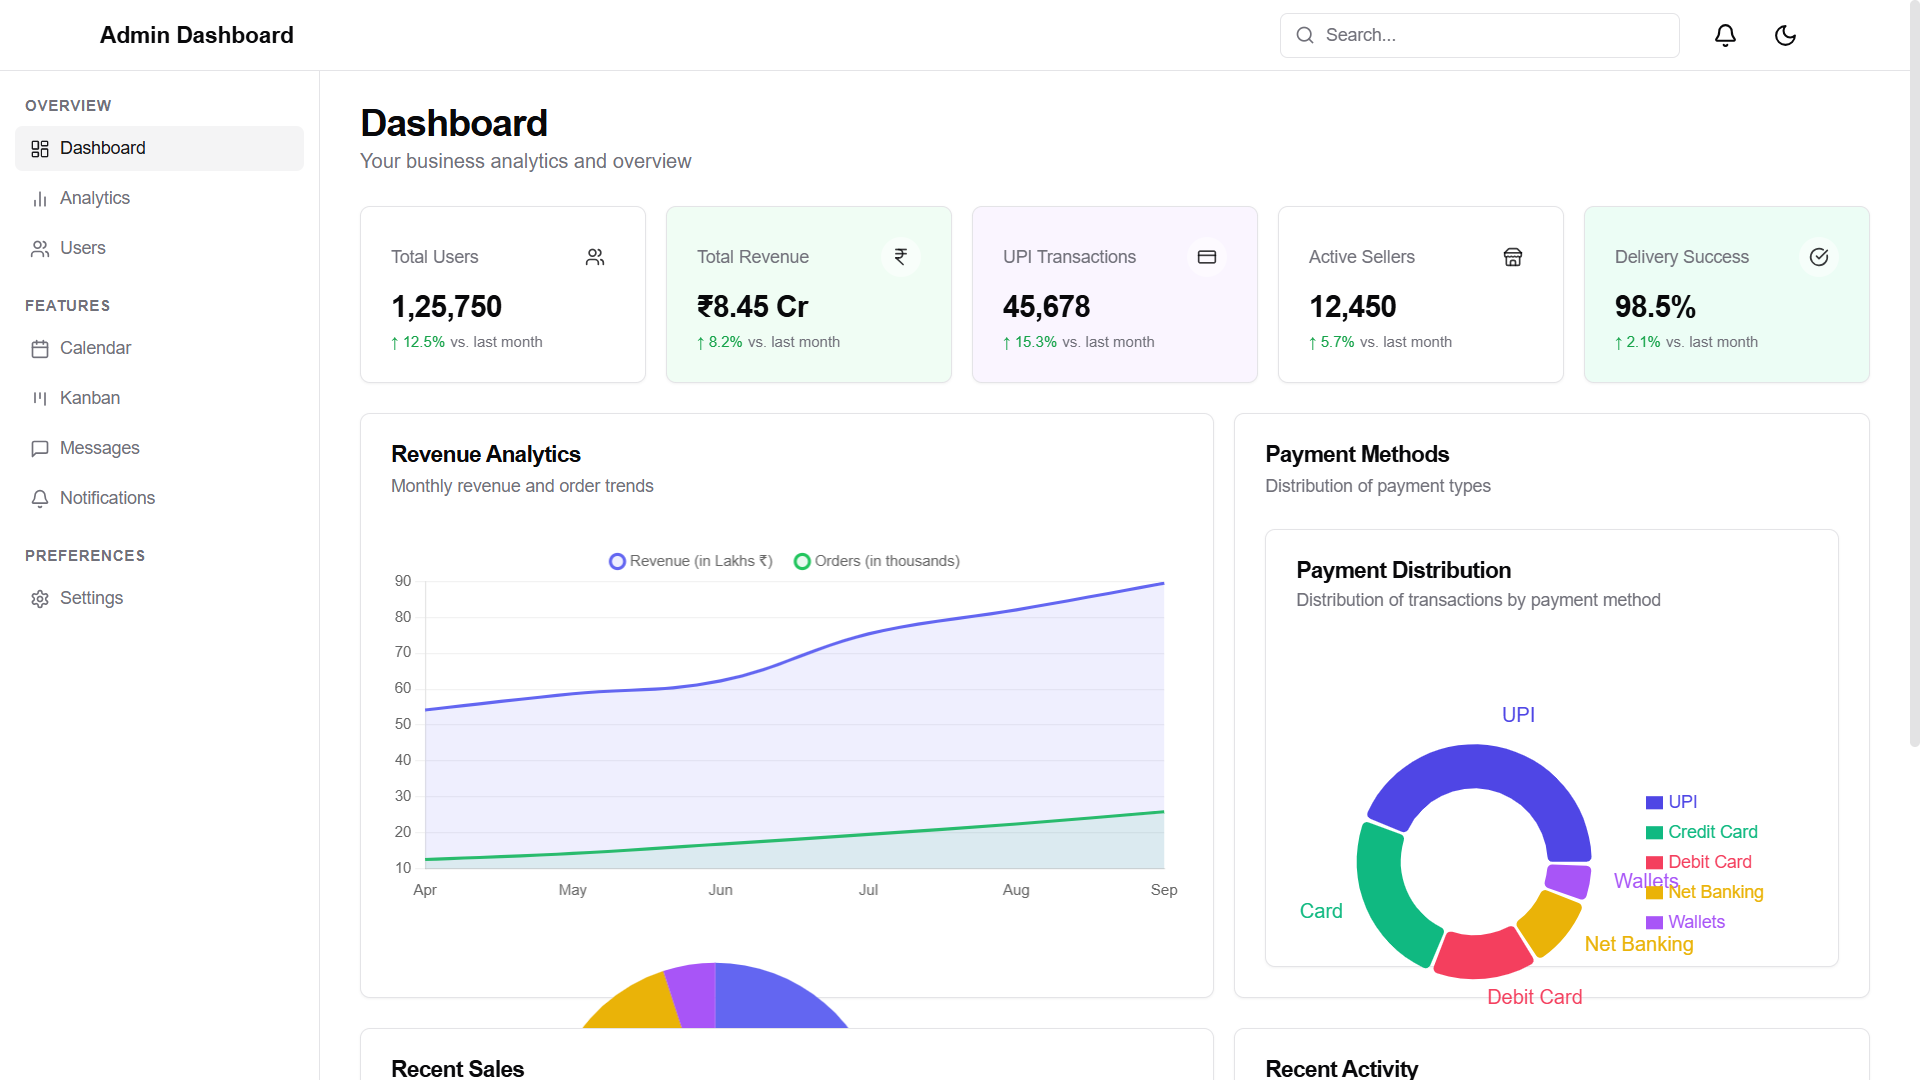 Admin Dashboard
Search...
OVERVIEW
Dashboard
Analytics
Users
FEATURES
Calendar
Kanban
Messages
Notifications
PREFERENCES
Settings
Dashboard
Your business analytics and overview
Total Users
1,25,750
↑ 12.5% vs. last month
Total Revenue
₹
₹8.45 Cr
↑ 8.2% vs. last month
UPI Transactions
45,678
↑ 15.3% vs. last month
Active Sellers
12,450
↑ 5.7% vs. last month
Delivery Success
98.5%
↑ 2.1% vs. last month
Revenue Analytics
Monthly revenue and order trends
Revenue (in Lakhs ₹)
Orders (in thousands)
90
80
70
60
50
40
30
20
10
Apr May Jun Jul Aug Sep
Payment Methods
Distribution of payment types
Payment Distribution
Distribution of transactions by payment method
UPI
Card
Debit Card
Net Banking
Wallets
UPI
Credit Card
Debit Card
Net Banking
Wallets
Recent Sales
Recent Activity